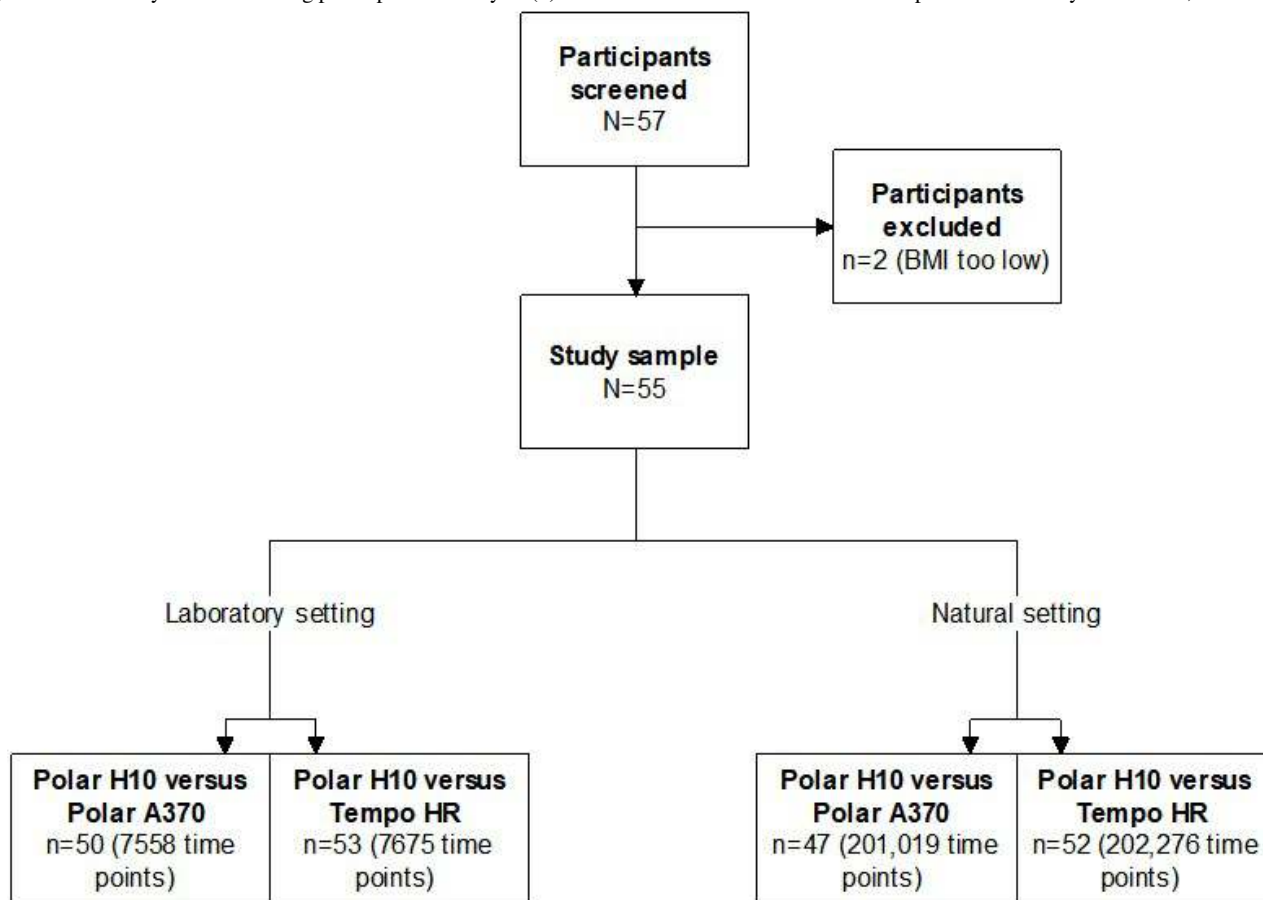 Participants
screened
N=57
Participants
excluded
n=2 (BMI too low)
Study sample
N=55
Laboratory setting
Natural setting
Polar H10 versus
Polar A370
n=50 (7558 time
points)
Polar H10 versus
Tempo HR
n=53 (7675 time
points)
Polar H10 versus
Polar A370
n=47 (201,019 time
points)
Polar H10 versus
Tempo HR
n=52 (202,276 time
points)